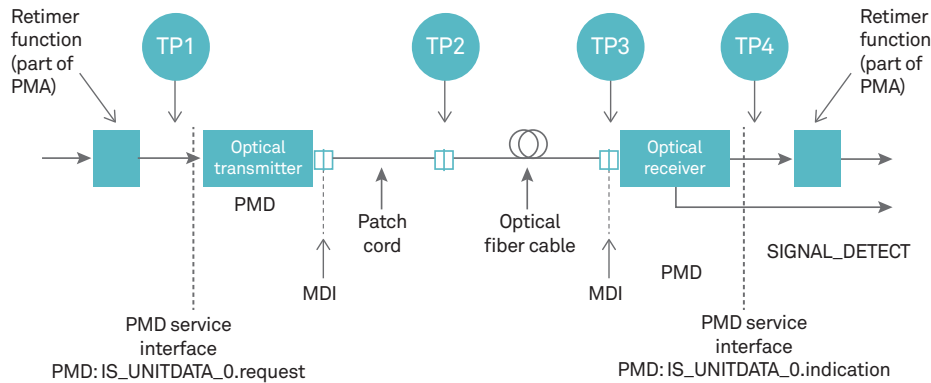 Retimer
function
(part of
PMA)
TP1
TP2
TP3
TP4
Retimer
function
(part of
PMA)
Optical
transmitter
PMD
Optical
receiver
Patch
cord
Optical
fiber cable
SIGNAL_DETECT
PMD
MDI
MDI
PMD service
interface
PMD: IS_UNITDATA_0.request
PMD service
interface
PMD: IS_UNITDATA_0.indication